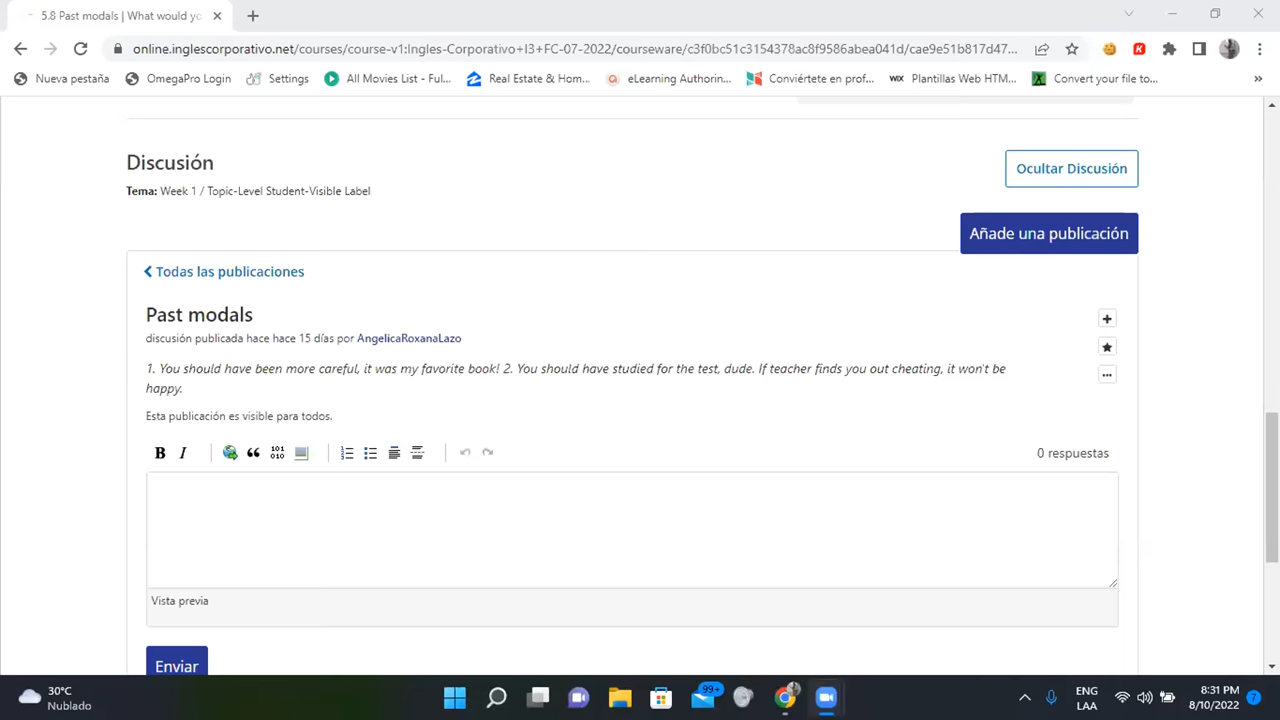 5.8 Past modals | What would yo
online.inglescorporativo.net/courses/course-v1:Ingles-Corporativo+I3+FC-07-2022/courseware/c3f0bc51c3154378ac8f9586abea041d/cae9e51b817d47...
Nueva pestaña OmegaPro Login Settings All Movies List - Ful... Real Estate & Hom... eLearning Authorin... Conviértete en prof... WIX Plantillas Web HTM... Convert your file to... »
Discusión
Ocultar Discusión
Tema: Week 1 / Topic-Level Student-Visible Label
Añade una publicación
Todas las publicaciones
Past modals
discusión publicada hace hace 15 días por AngelicaRoxanaLazo
1. You should have been more careful, it was my favorite book! 2. You should have studied for the test, dude. If teacher finds you out cheating, it won't be
happy.
Esta publicación es visible para todos.
B I 101 010 0 respuestas
Vista previa
Enviar
30°C
Nublado
99+
ENG
LAA
8:31 PM
8/10/2022
7